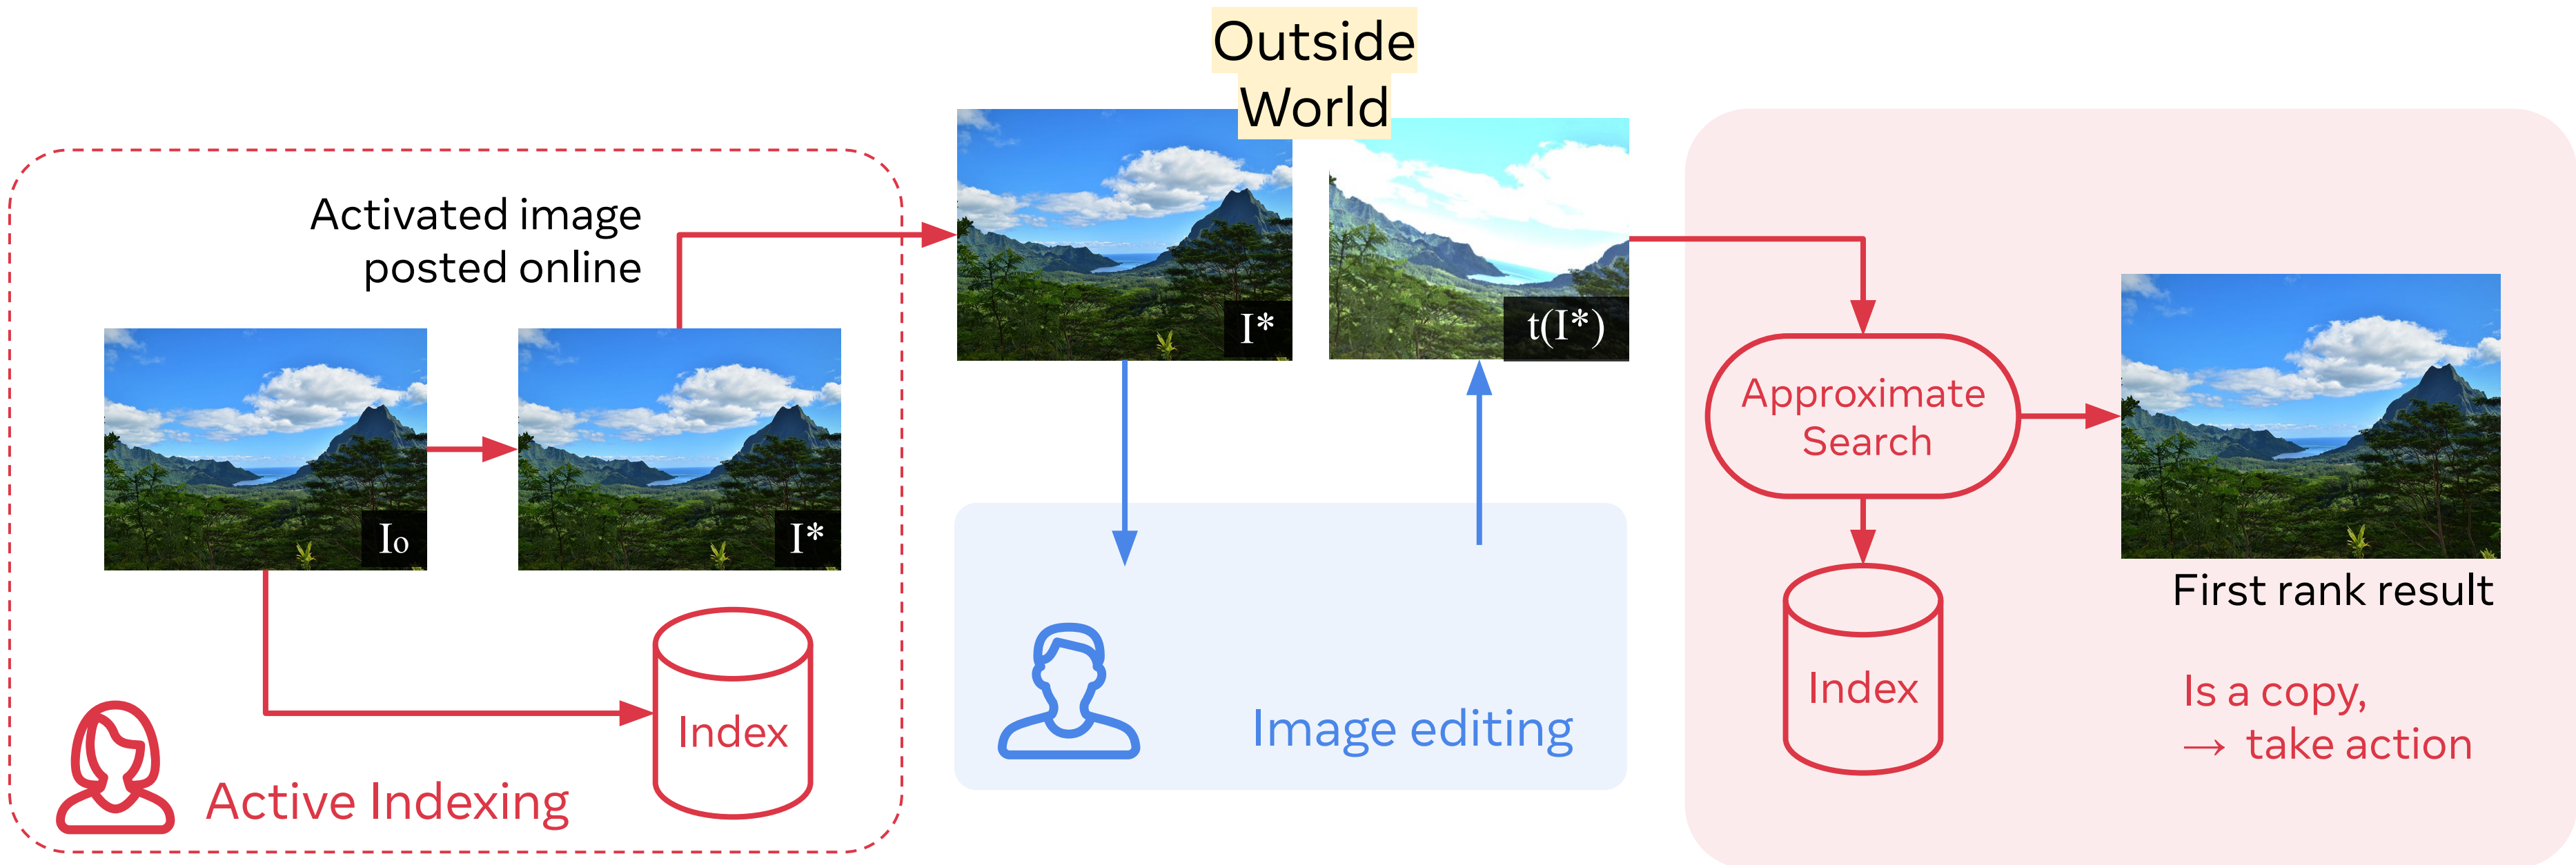 Outside
World
Activated image
posted online
I₀
I*
Index
Active Indexing
I*
t(I*)
Image editing
Approximate
Search
Index
First rank result
Is a copy,
→ take action